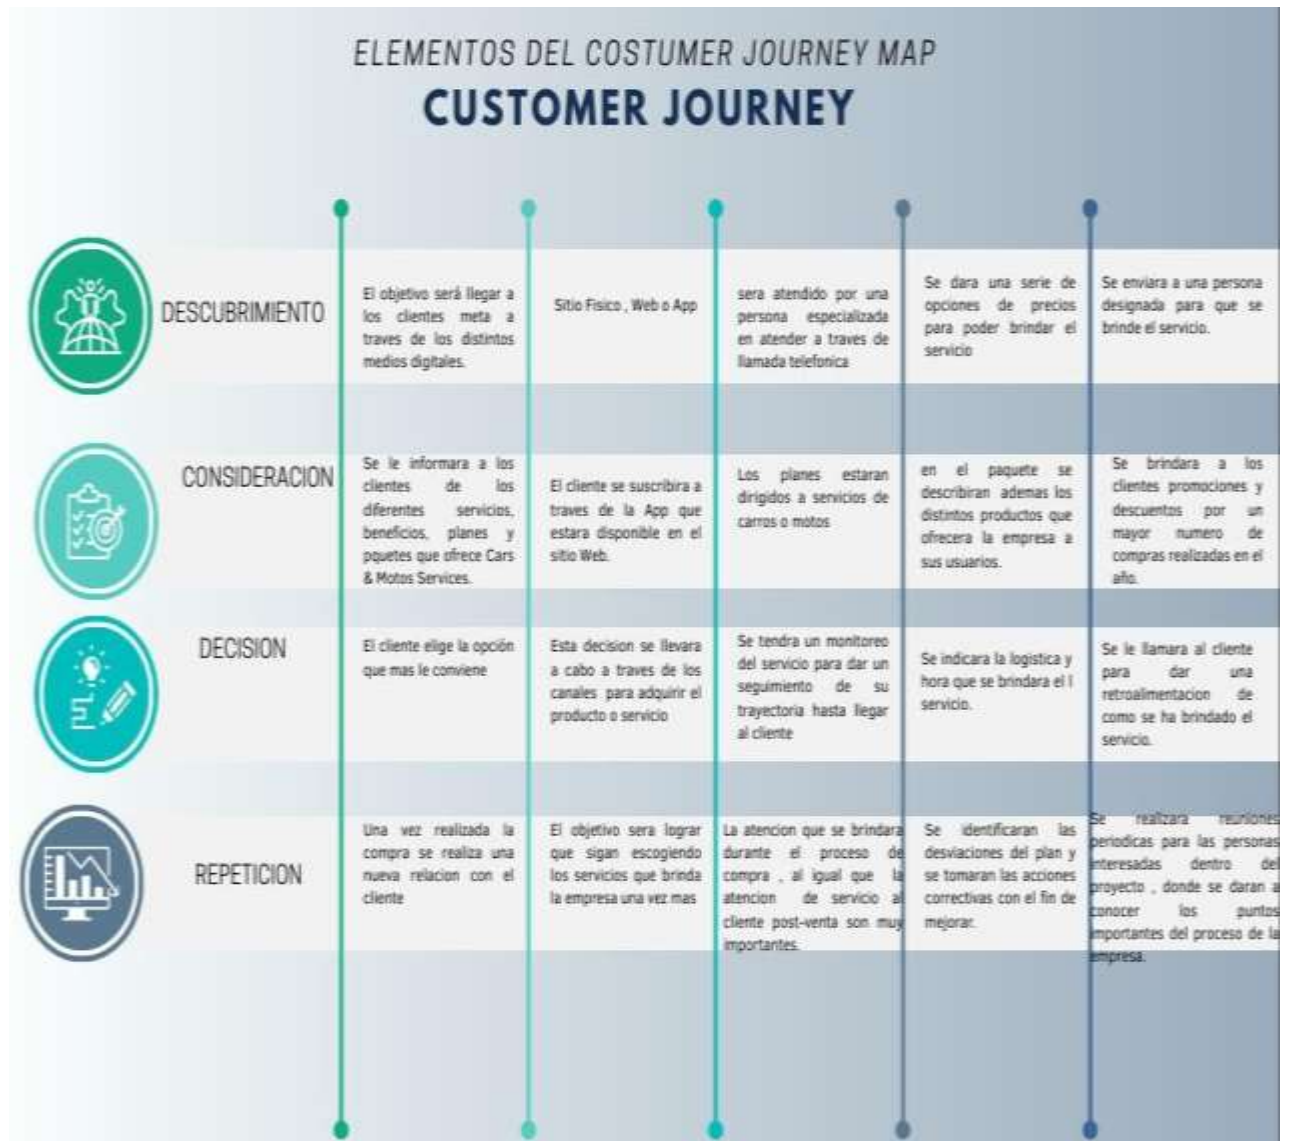 ELEMENTOS DEL COSTUMER JOURNEY MAP
CUSTOMER JOURNEY
DESCUBRIMIENTO
El objetivo será llegar a
los clientes meta a
traves de los distintos
medios digitales.
Sitio Fisico , Web o App
sera atendido por una
persona especializada
en atender a traves de
llamada telefonica
Se dara una serie de
opciones de precios
para poder brindar el
servicio
Se enviara a una persona
designada para que se
brinde el servicio.
CONSIDERACION
Se le informara a los
clientes de los
diferentes servicios,
beneficios, planes y
pquetes que ofrece Cars
& Motos Services.
El cliente se suscribira a
traves de la App que
estara disponible en el
sitio Web.
Los planes estaran
dirigidos a servicios de
carros o motos
en el paquete se
describiran ademas los
distintos productos que
ofrecera la empresa a
sus usuarios.
Se brindara a los
clientes promociones y
descuentos por un
mayor numero de
compras realizadas en el
año.
DECISION
El cliente elige la opción
que mas le conviene
Esta decision se llevara
a cabo a traves de los
canales para adquirir el
producto o servicio
Se tendra un monitoreo
del servicio para dar un
seguimiento de su
trayectoria hasta llegar
al cliente
Se indicara la logistica y
hora que se brindara el l
servicio.
Se le llamara al cliente
para dar una
retroalimentacion de
como se ha brindado el
servicio.
REPETICION
Una vez realizada la
compra se realiza una
nueva relacion con el
cliente
El objetivo sera lograr
que sigan escogiendo
los servicios que brinda
la empresa una vez mas
La atencion que se brindara
durante el proceso de
compra , al igual que la
atencion de servicio al
cliente post-venta son muy
importantes.
Se identificaran las
desviaciones del plan y
se tomaran las acciones
correctivas con el fin de
mejorar.
Se realizara reuniones
periodicas para las personas
interesadas dentro del
proyecto , donde se daran a
conocer los puntos
importantes del proceso de la
empresa.